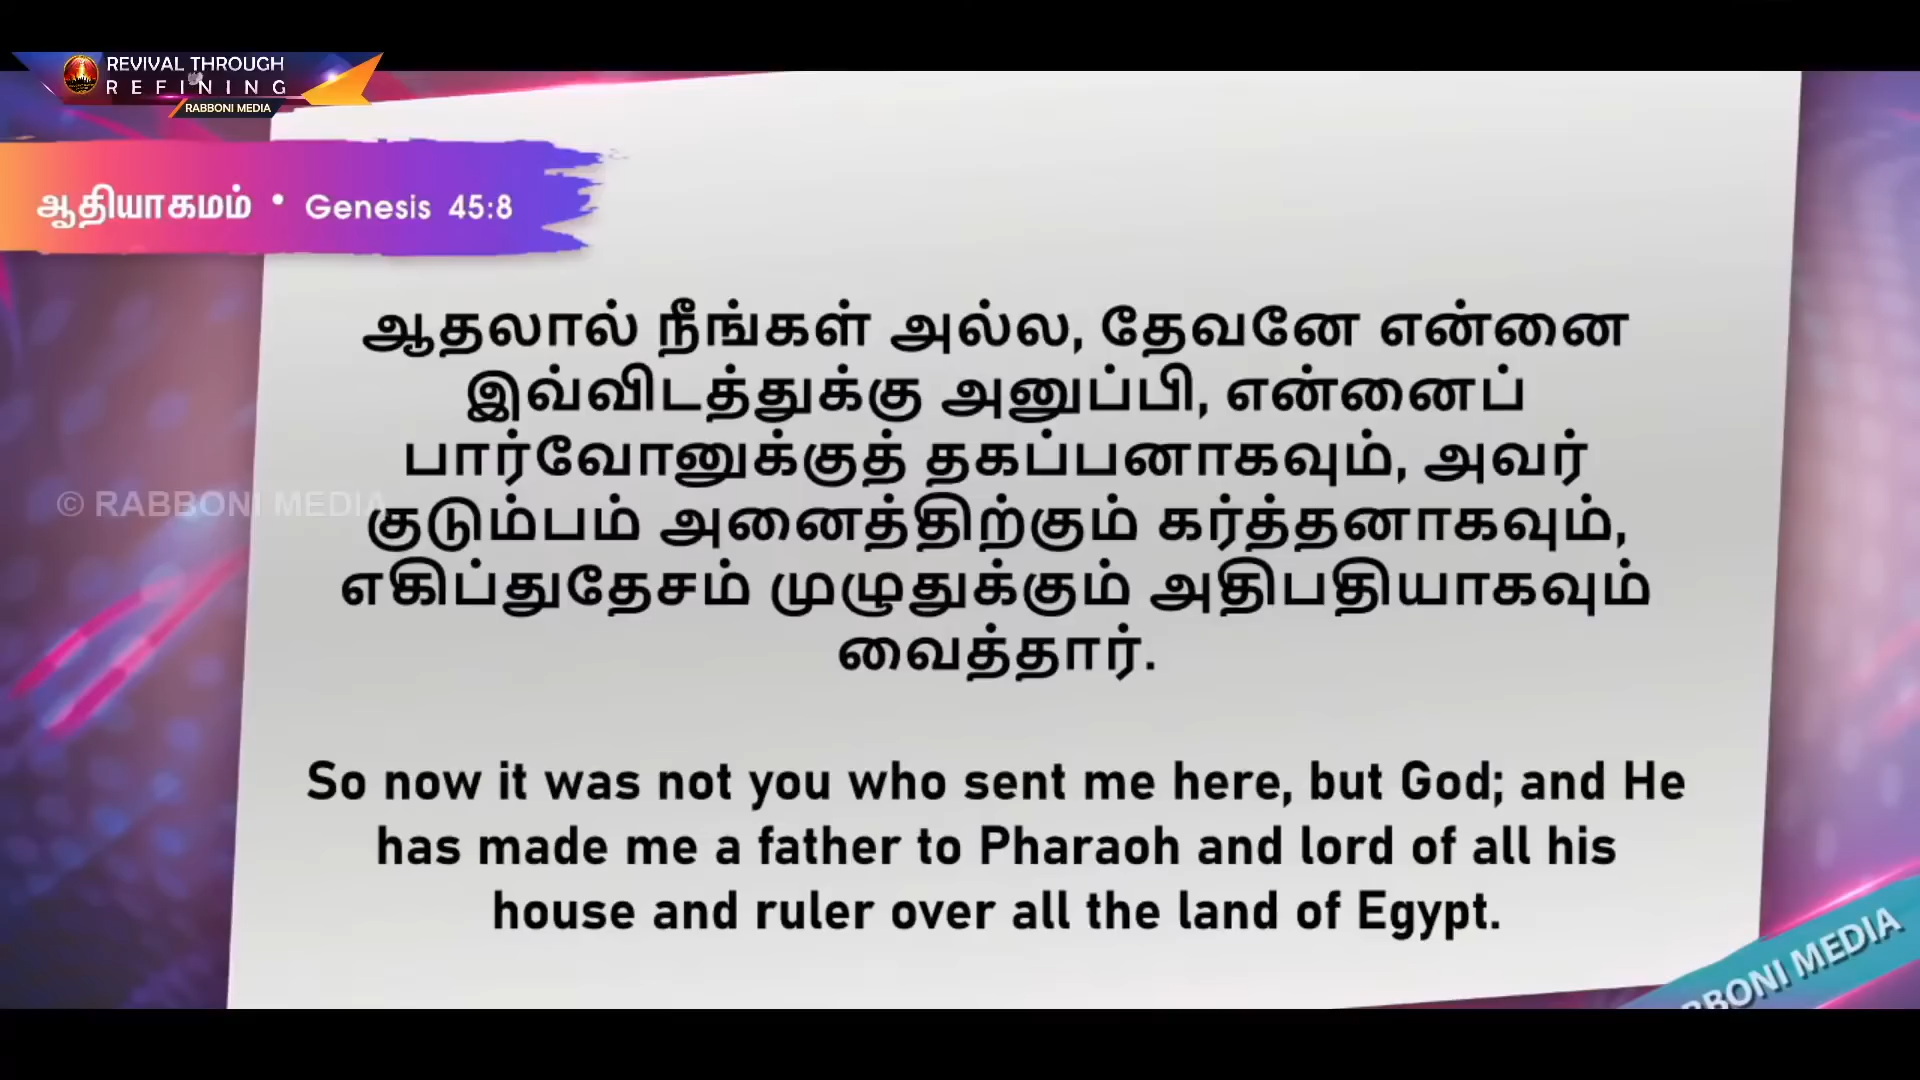 REVIVAL THROUGH
REFINING
RABBONI MEDIA
ஆதியாகமம் • Genesis 45:8
ஆதலால் நீங்கள் அல்ல, தேவனே என்னை
இவ்விடத்துக்கு அனுப்பி, என்னைப்
பார்வோனுக்குத் தகப்பனாகவும், அவர்
© RABBONI MEDIA
குடும்பம் அனைத்திற்கும் கர்த்தனாகவும்,
எகிப்துதேசம் முழுதுக்கும் அதிபதியாகவும்
வைத்தார்.
So now it was not you who sent me here, but God; and He
has made me a father to Pharaoh and lord of all his
house and ruler over all the land of Egypt.
BBONI MEDIA